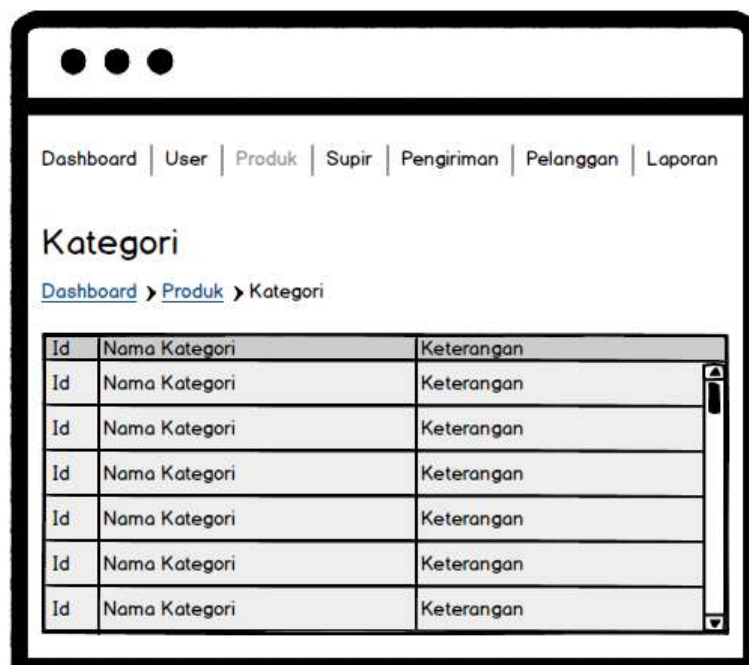 Dashboard | User | Produk | Supir | Pengiriman | Pelanggan | Laporan
Kategori
Dashboard > Produk > Kategori
Id Nama Kategori Keterangan
Id Nama Kategori Keterangan
Id Nama Kategori Keterangan
Id Nama Kategori Keterangan
Id Nama Kategori Keterangan
Id Nama Kategori Keterangan
Id Nama Kategori Keterangan